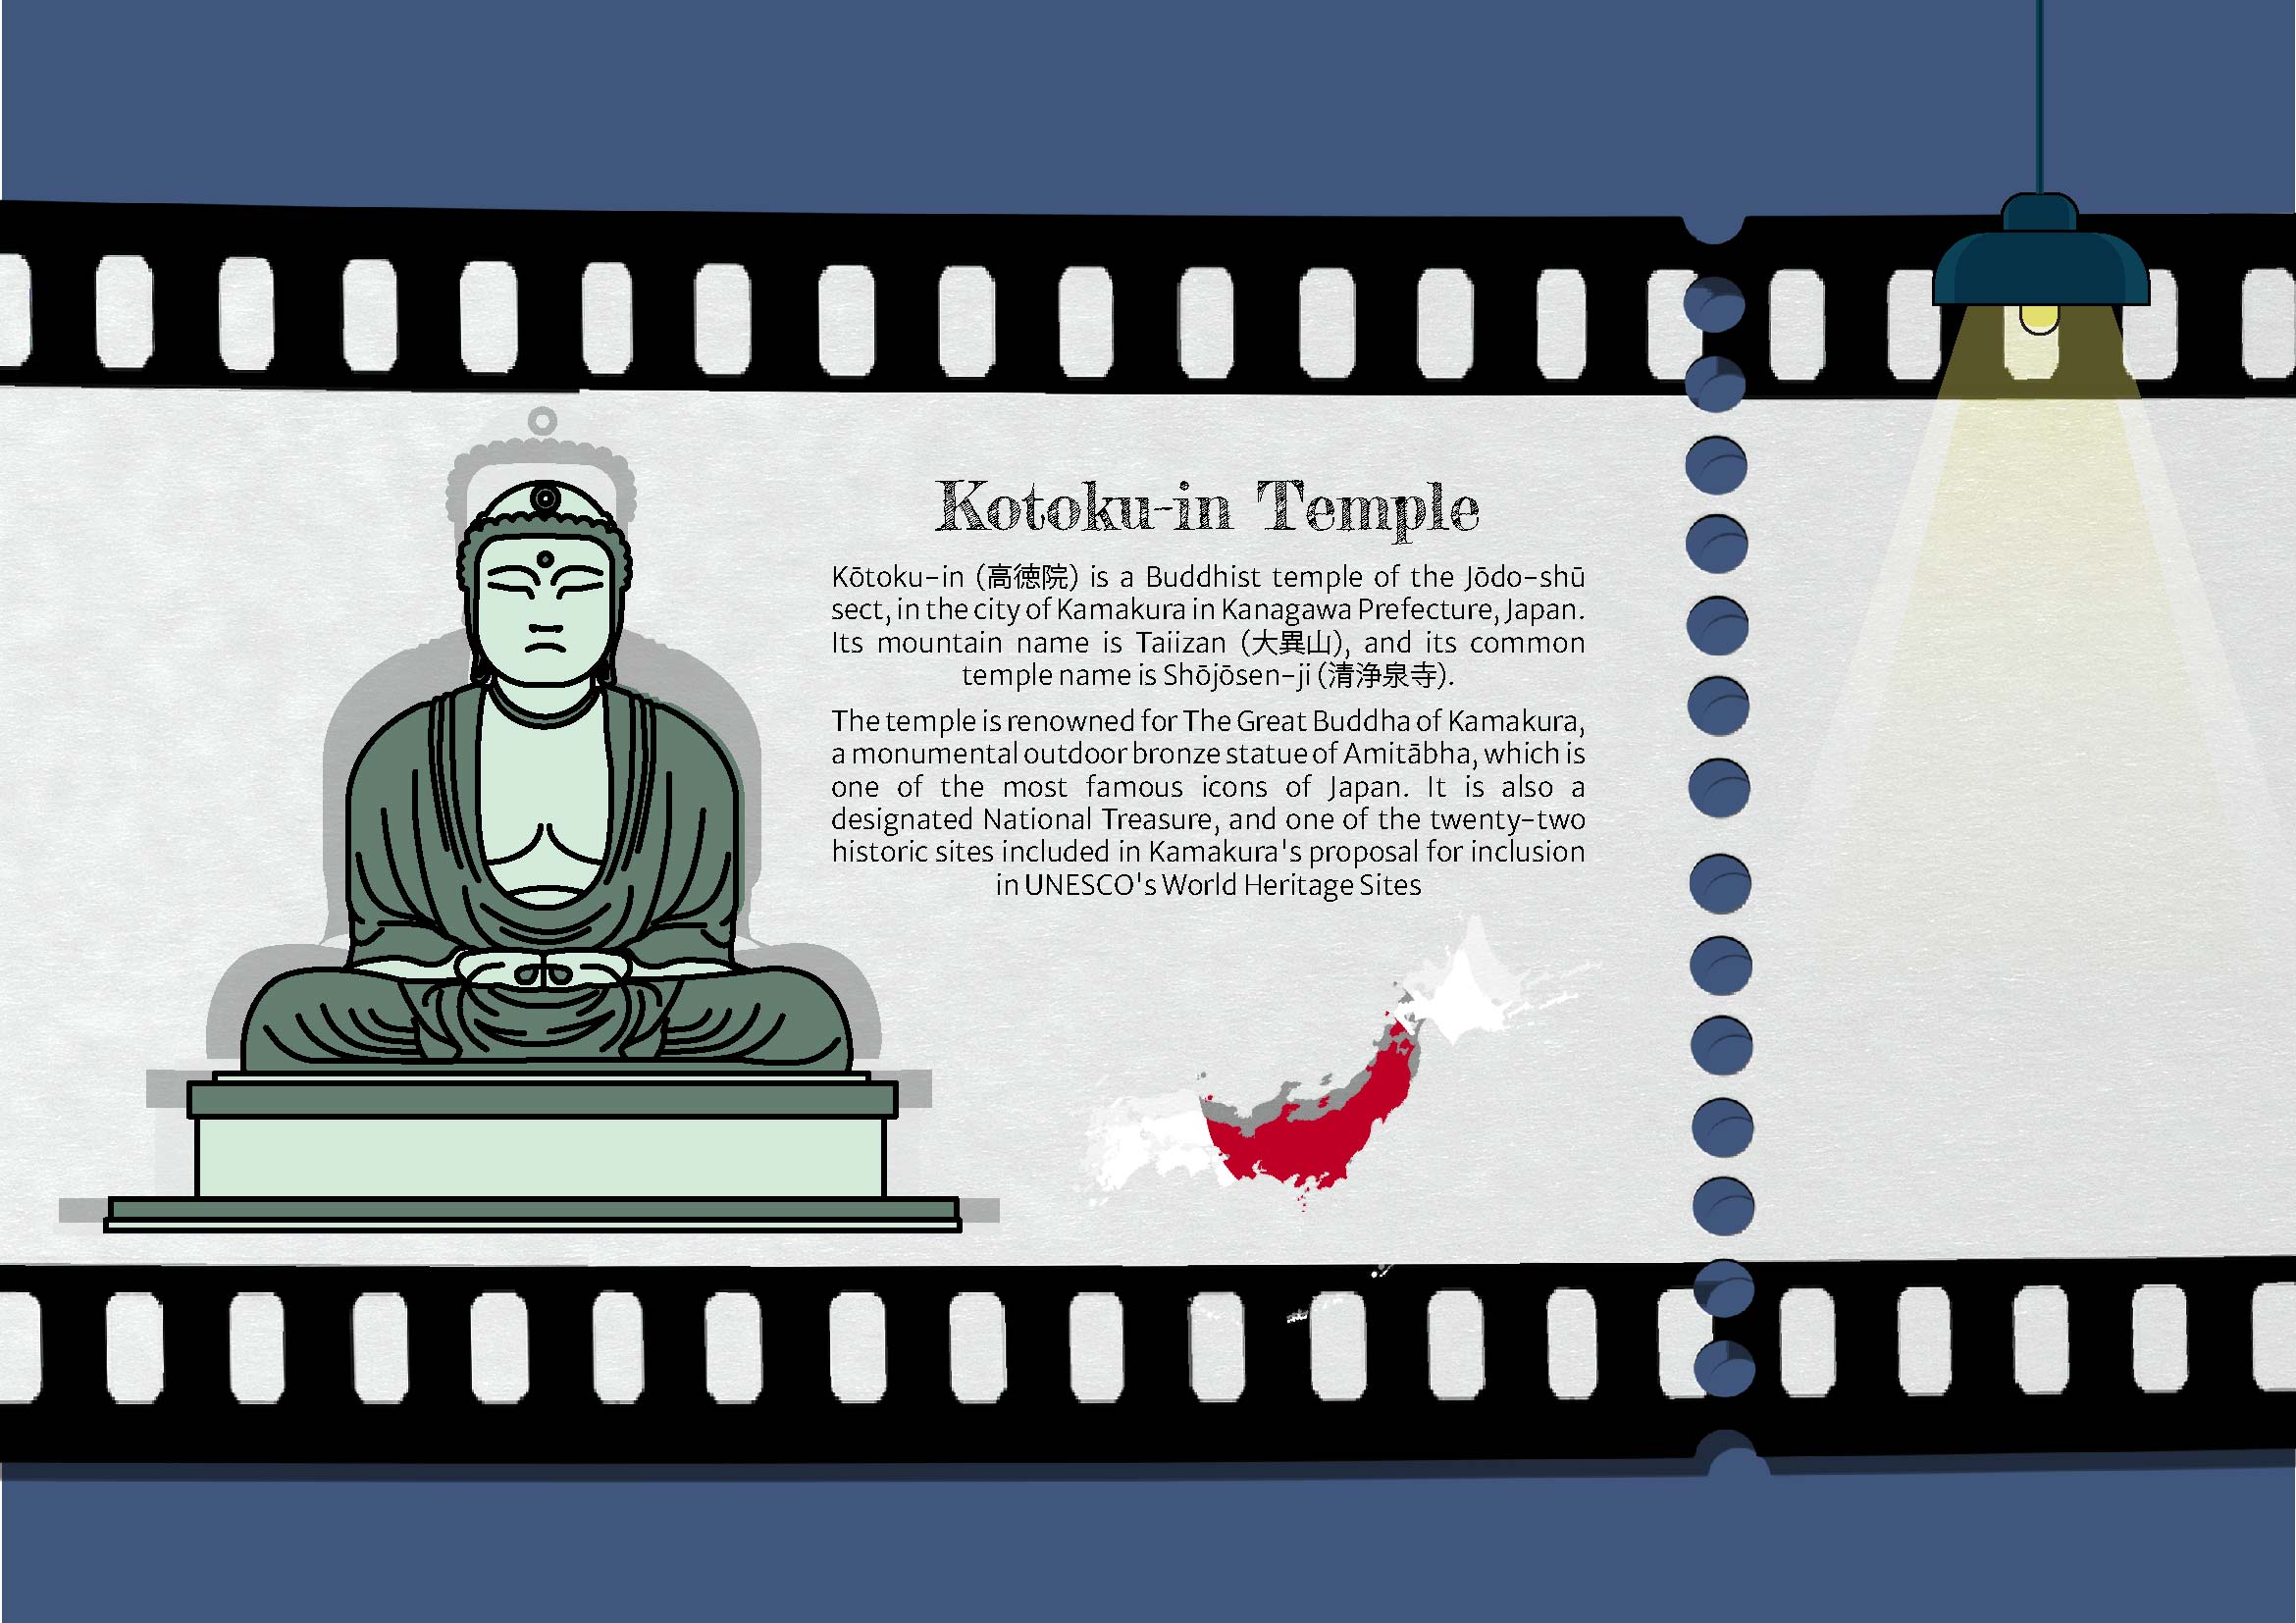 Kotoku-in Temple
Kōtoku-in (高徳院) is a Buddhist temple of the Jōdo-shū
sect, in the city of Kamakura in Kanagawa Prefecture, Japan.
Its mountain name is Taiizan (大異山), and its common
temple name is Shōjōsen-ji (清浄泉寺).
The temple is renowned for The Great Buddha of Kamakura,
a monumental outdoor bronze statue of Amitābha, which is
one of the most famous icons of Japan. It is also a
designated National Treasure, and one of the twenty-two
historic sites included in Kamakura's proposal for inclusion
in UNESCO's World Heritage Sites